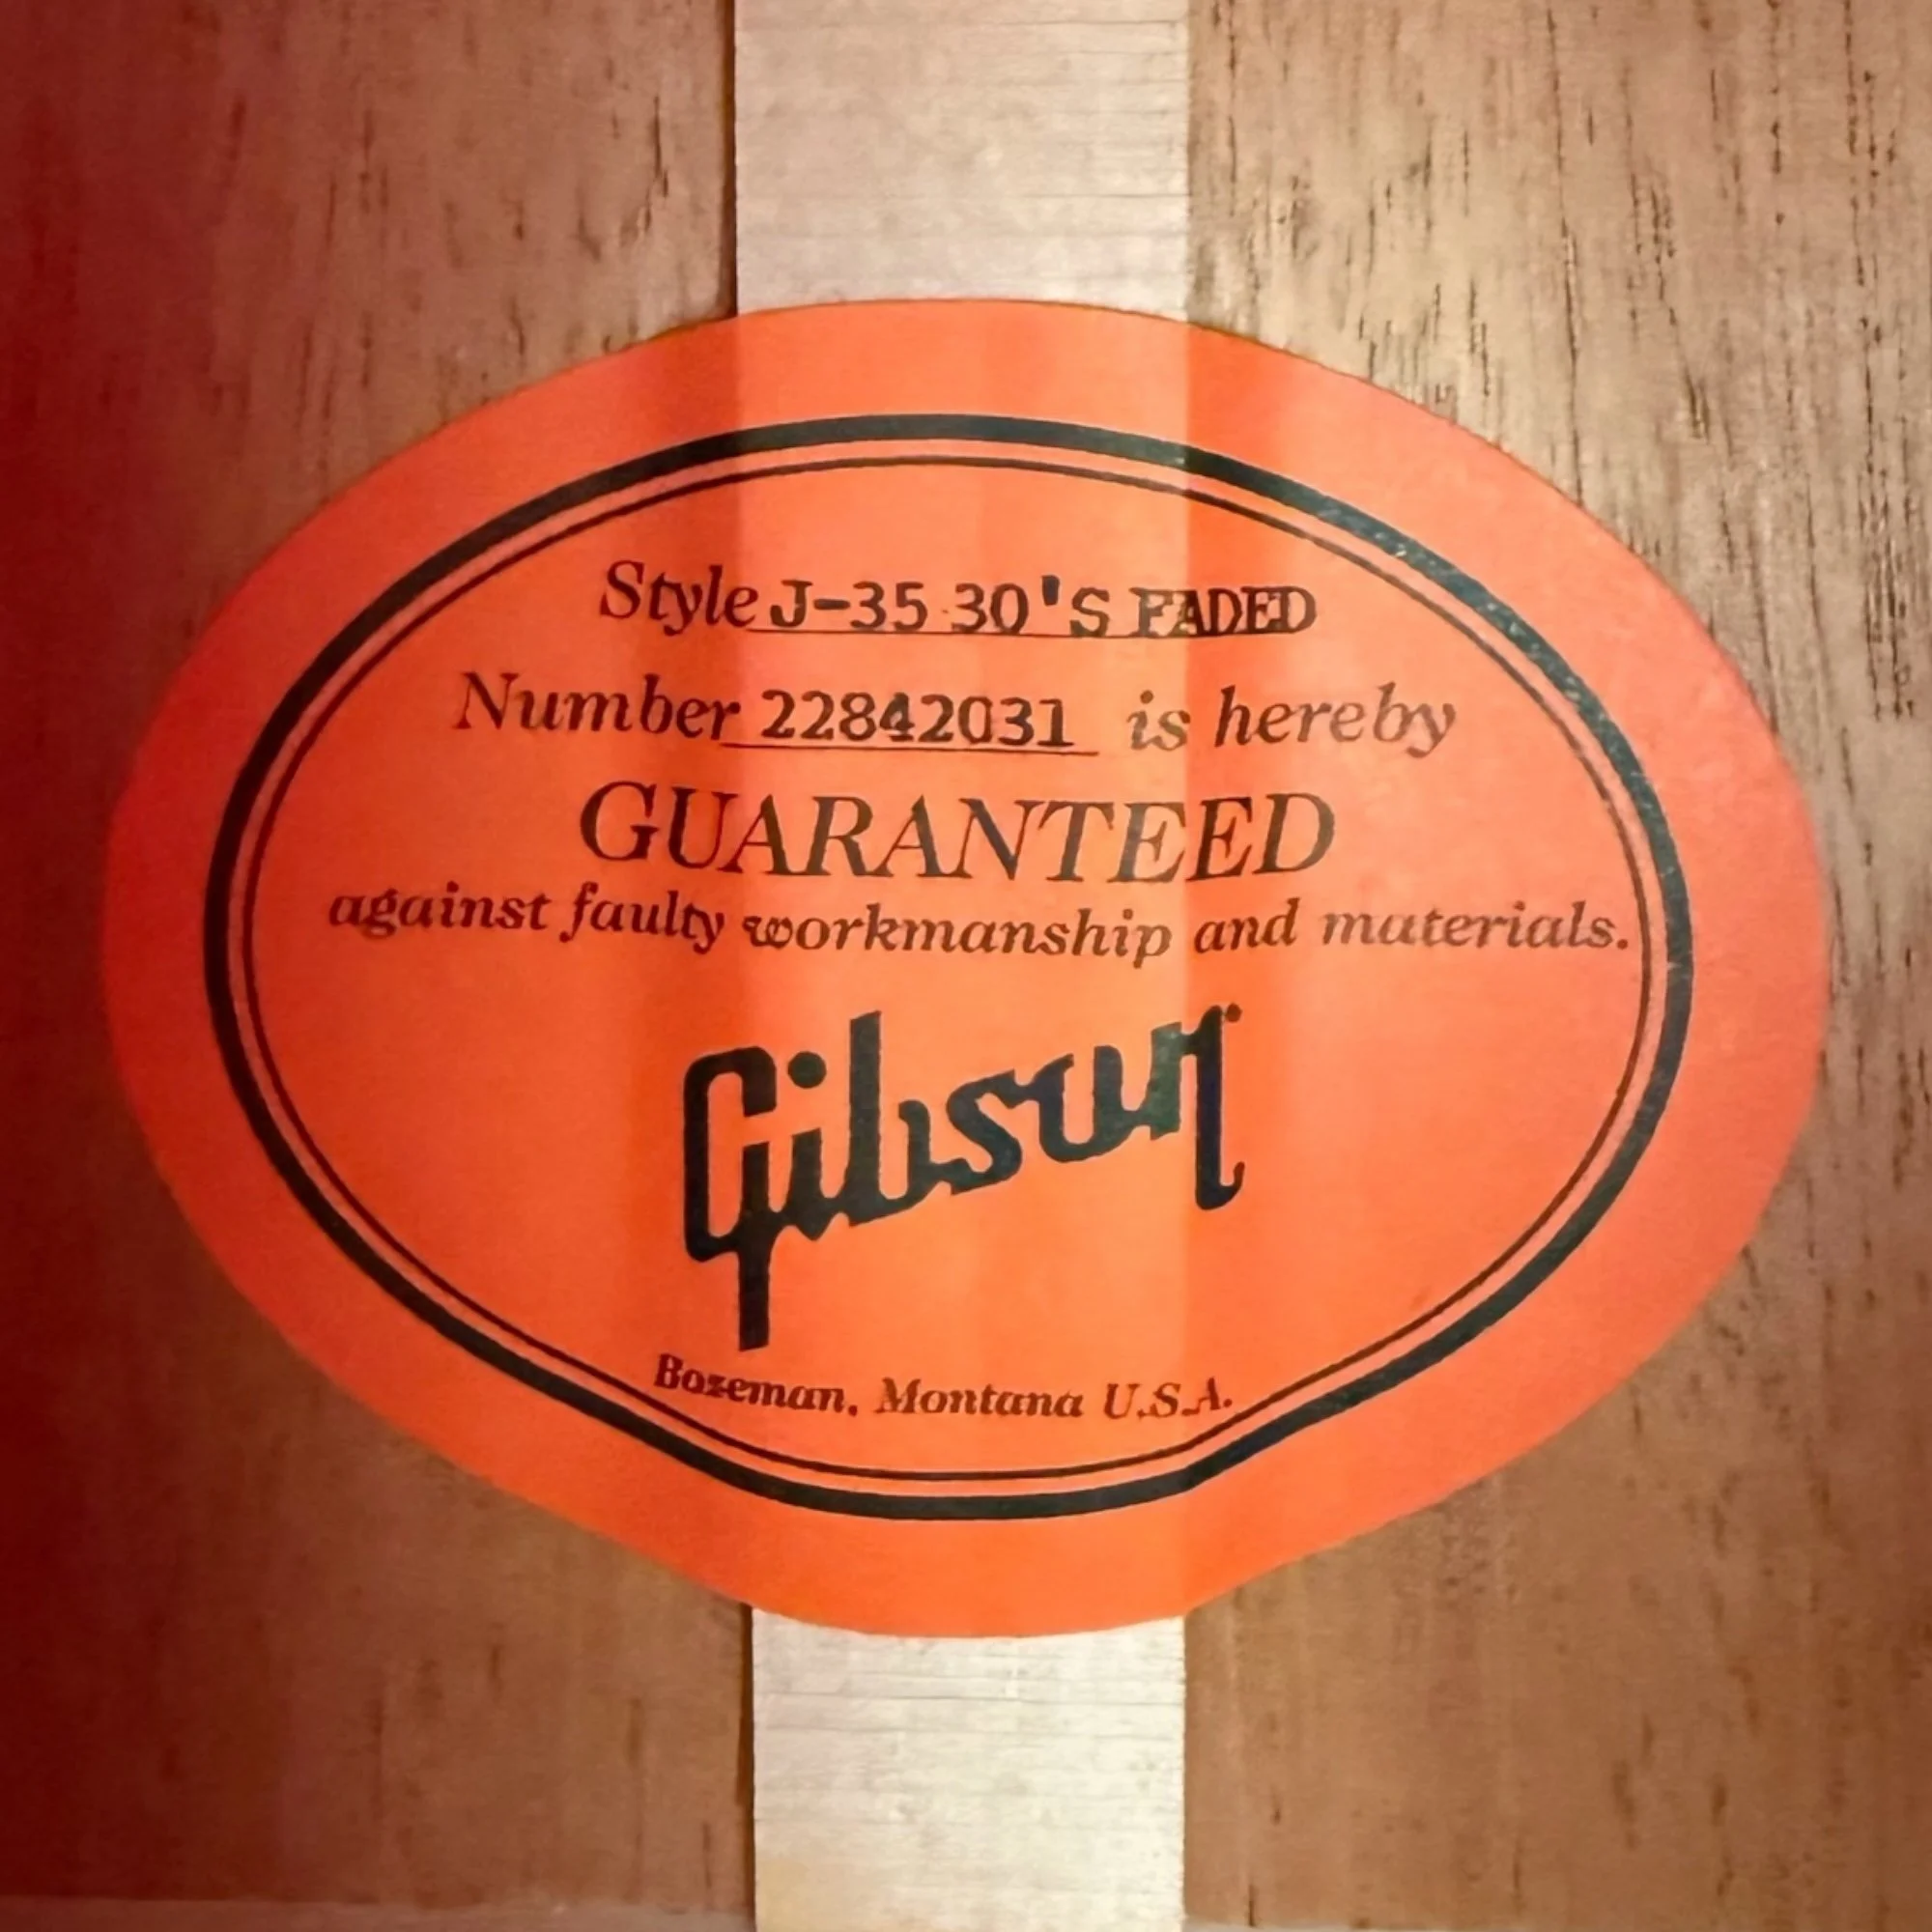 Style J-35 30'S FADED
Number 22842031 is hereby
GUARANTEED
against faulty workmanship and materials.
Gibson
Bozeman, Montana U.S.A.